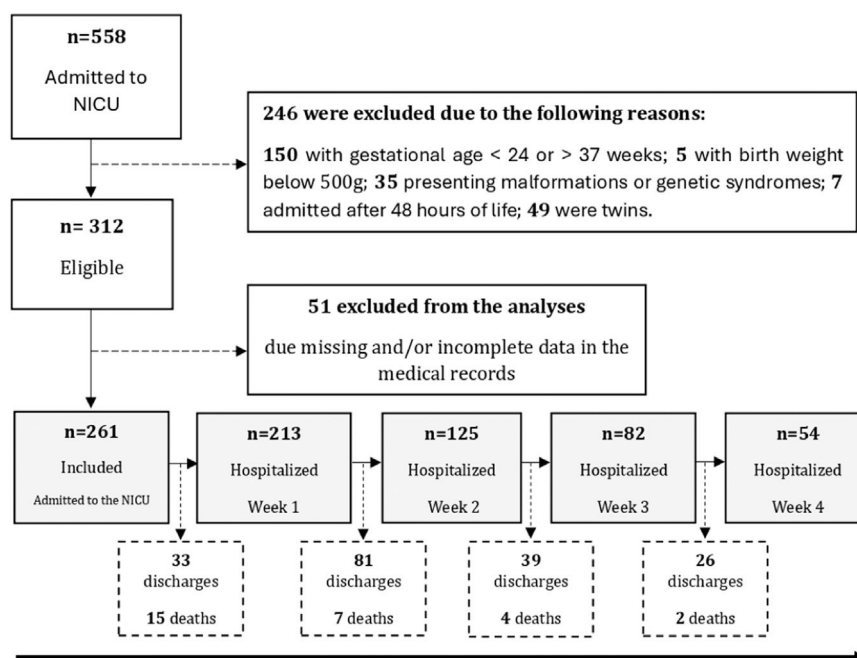 n=558
Admitted to
NICU
246 were excluded due to the following reasons:
150 with gestational age < 24 or > 37 weeks; 5 with birth weight
below 500g; 35 presenting malformations or genetic syndromes; 7
admitted after 48 hours of life; 49 were twins.
n= 312
Eligible
51 excluded from the analyses
due missing and/or incomplete data in the
medical records
n=261
Included
Admitted to the NICU
n=213
Hospitalized
Week 1
n=125
Hospitalized
Week 2
n=82
Hospitalized
Week 3
n=54
Hospitalized
Week 4
33
discharges
15 deaths
81
discharges
7 deaths
39
discharges
4 deaths
26
discharges
2 deaths